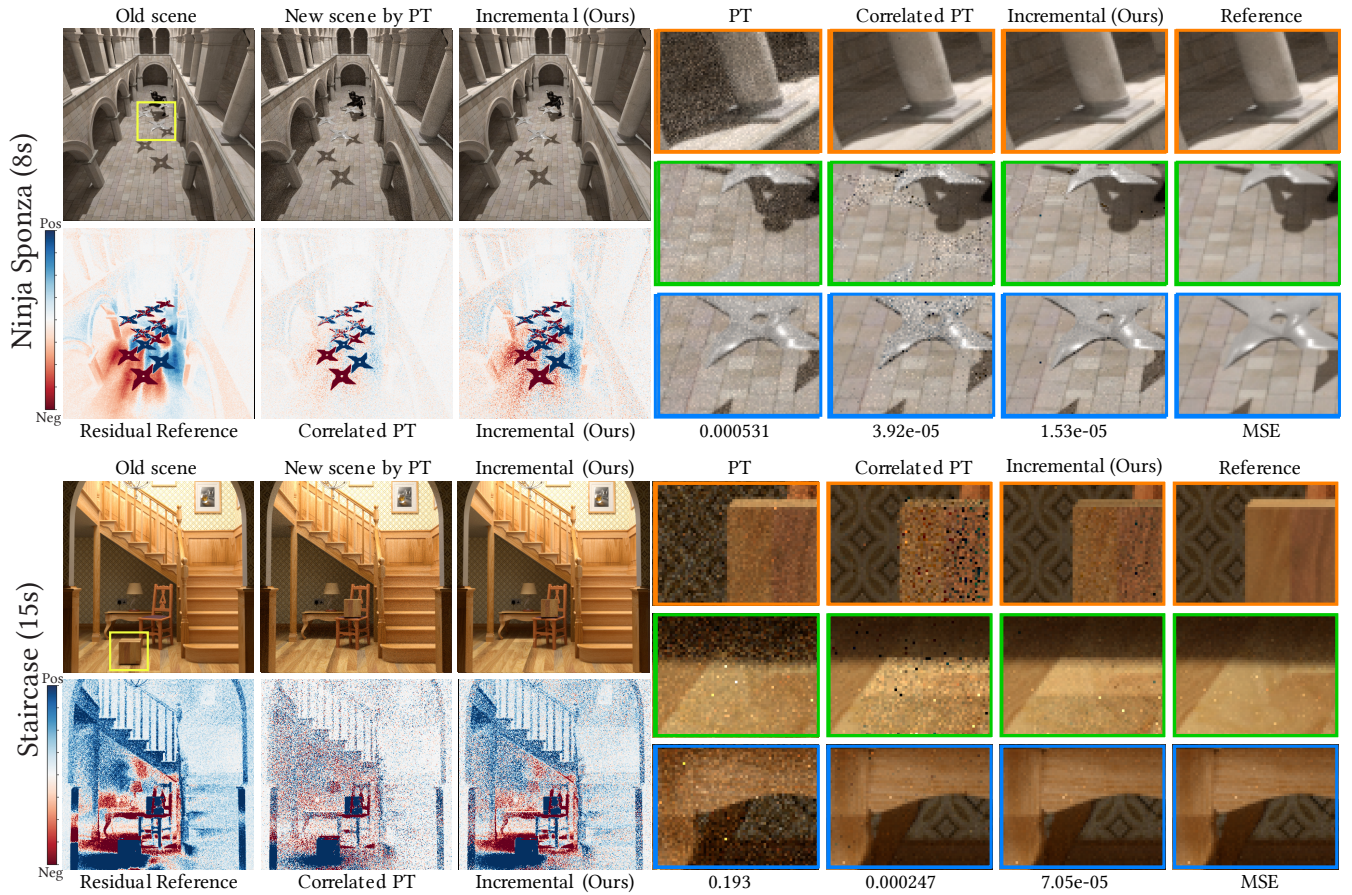 Old scene New scene by PT Incremental (Ours) PT Correlated PT Incremental (Ours) Reference
Ninja Sponza (8s)
Pos
Neg
Residual Reference Correlated PT Incremental (Ours) 0.000531 3.92e-05 1.53e-05 MSE
Old scene New scene by PT Incremental (Ours) PT Correlated PT Incremental (Ours) Reference
Staircase (15s)
Pos
Neg
Residual Reference Correlated PT Incremental (Ours) 0.193 0.000247 7.05e-05 MSE